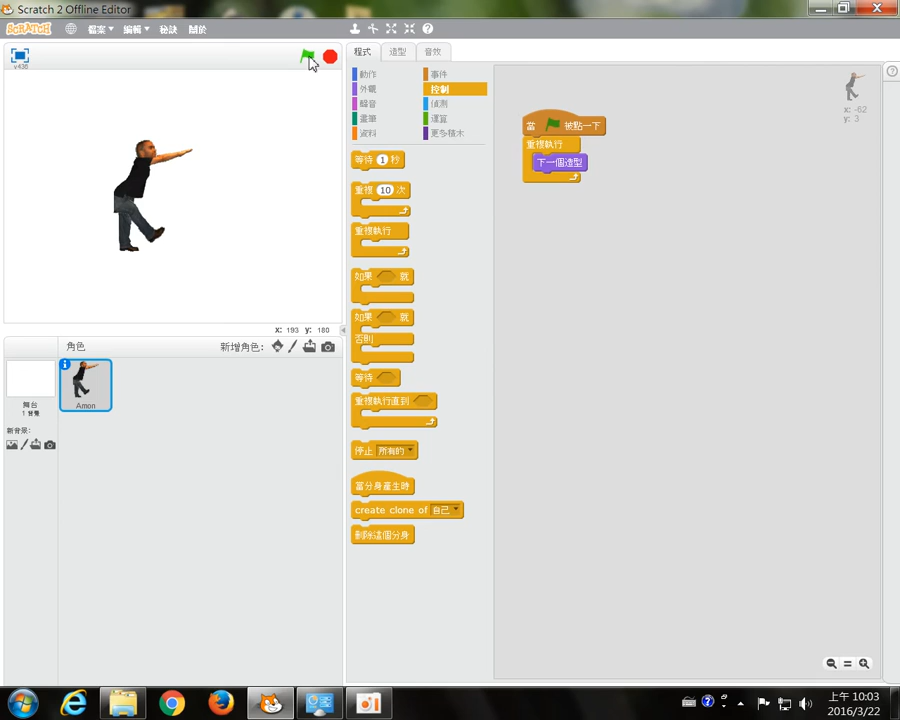 Scratch 2 Offline Editor
SCRATCH 檔案 編輯 秘訣 關於
v436
程式 造型 音效
動作 事件
外觀 控制
聲音 偵測
畫筆 運算
資料 更多積木
等待 1 秒
重複 10 次
重複執行
如果 就
如果 就
否則
等待
重複執行直到
停止 所有的
當分身產生時
create clone of 自己
刪除這個分身
當 被點一下
重複執行
下一個造型
x: -62
y: 3
x: 193 y: 180
角色 新增角色:
舞台
1 背景
新背景:
Amon
上午 10:03
2016/3/22